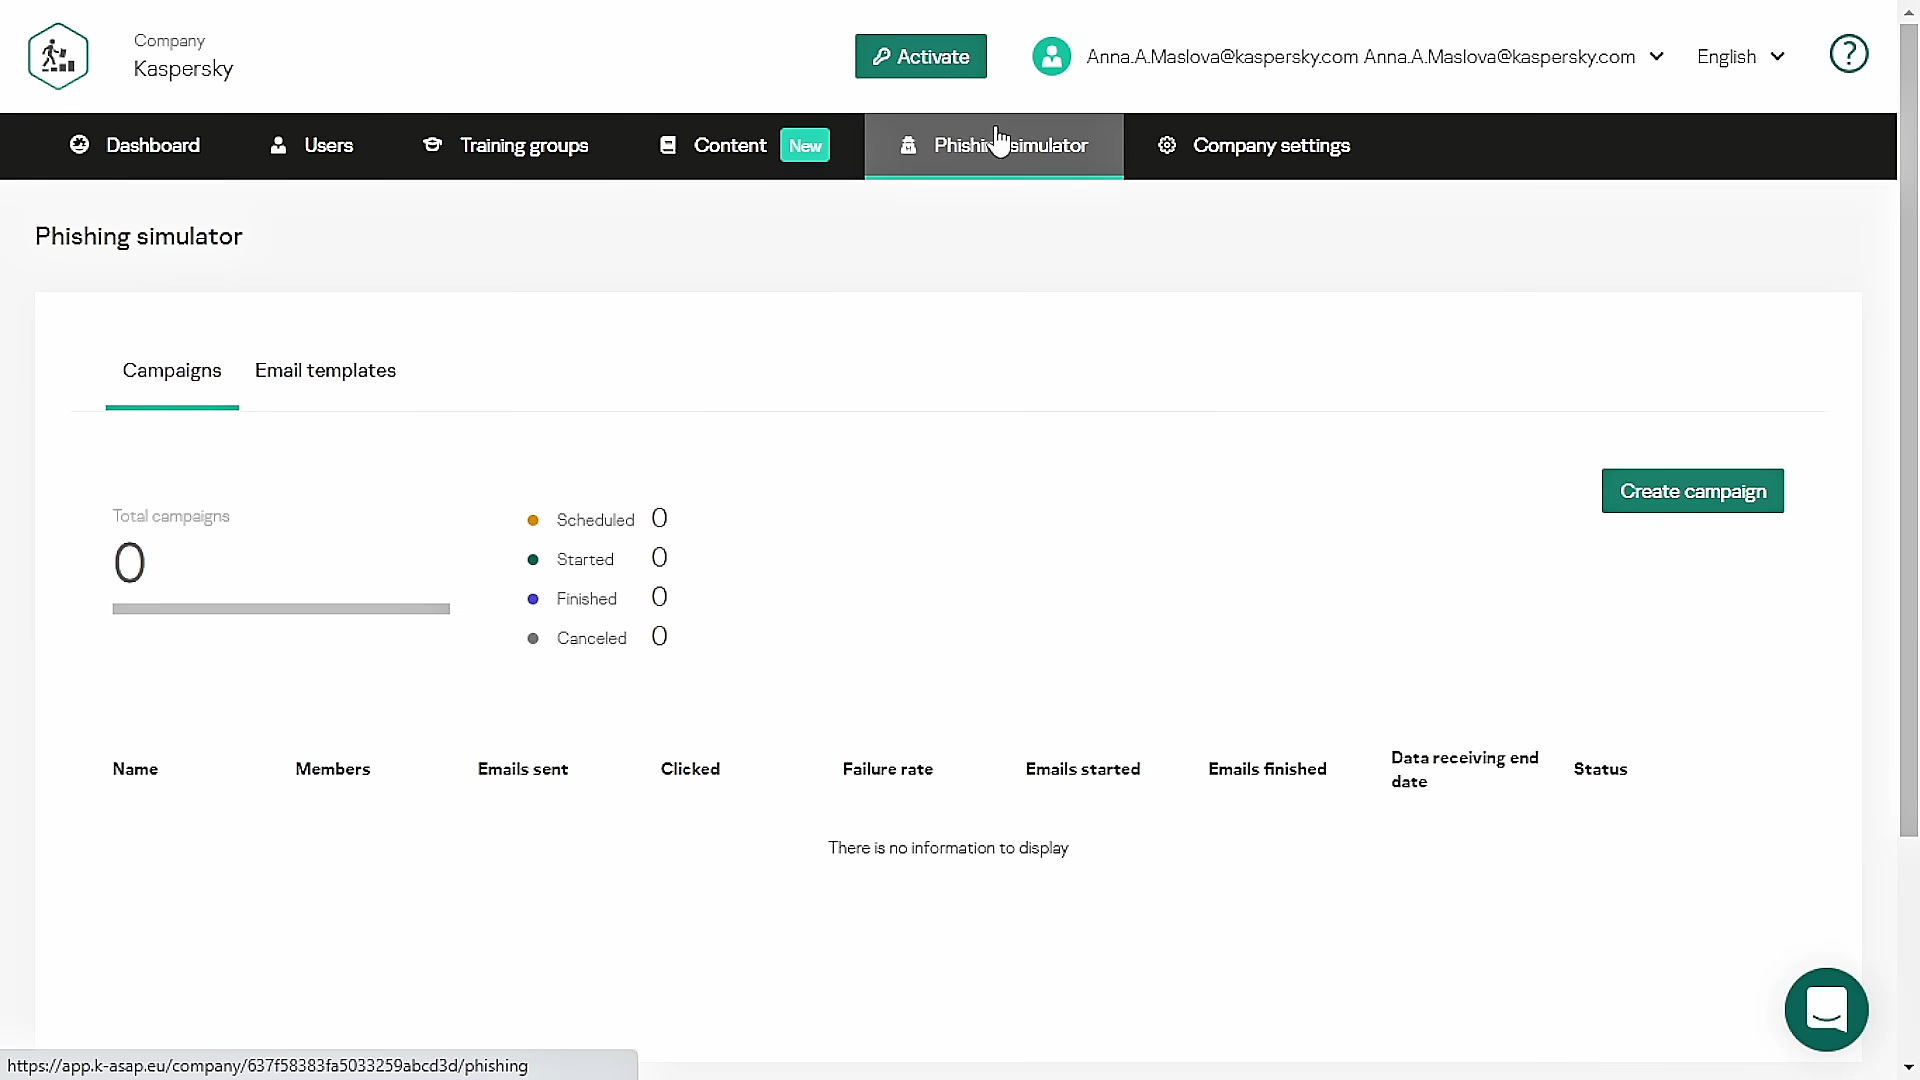 Company
Kaspersky
Activate
Anna.A.Maslova@kaspersky.com Anna.A.Maslova@kaspersky.com
English
?
Dashboard
Users
Training groups
Content New
Phishing simulator
Company settings
Phishing simulator
Campaigns
Email templates
Create campaign
Total campaigns
0
Scheduled 0
Started 0
Finished 0
Canceled 0
Name
Members
Emails sent
Clicked
Failure rate
Emails started
Emails finished
Data receiving end
date
Status
There is no information to display
https://app.k-asap.eu/company/637f58383fa5033259abcd3d/phishing